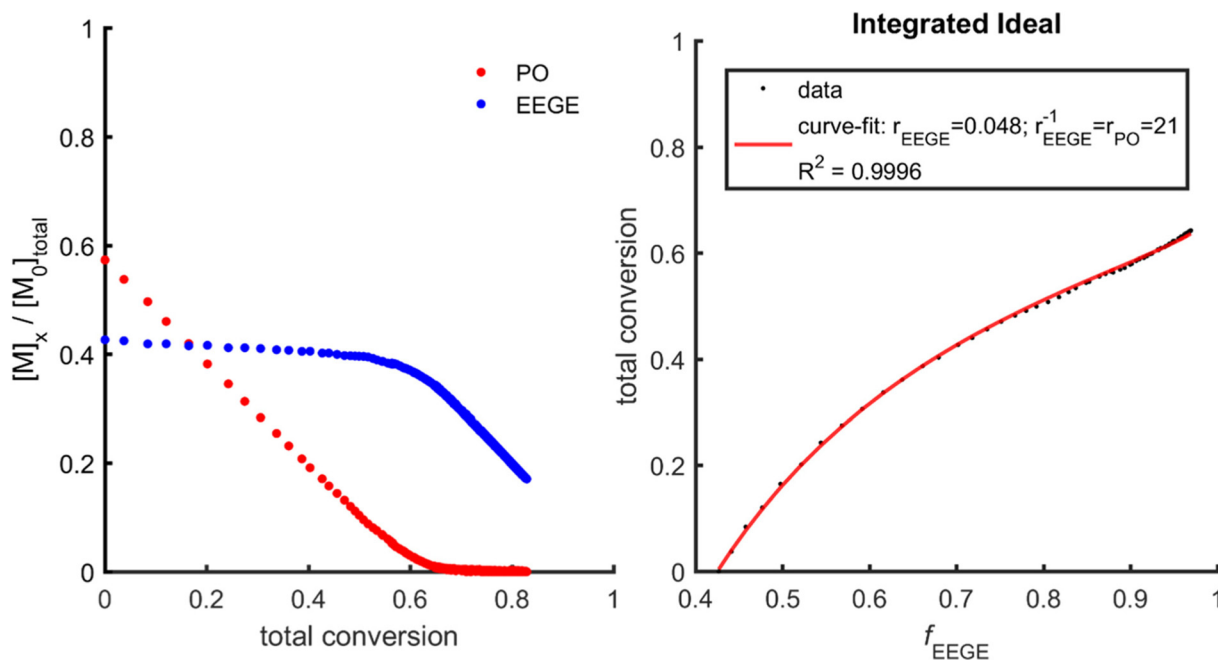 1
0.8
0.6
0.4
0.2
0
[M]x / [M0]total
PO
EEGE
0
0.2
0.4
0.6
0.8
1
total conversion
Integrated Ideal
1
0.8
0.6
0.4
0.2
0
total conversion
data
curve-fit: rEEGE=0.048; r-1EEGE=rPO=21
R2 = 0.9996
0.4
0.5
0.6
0.7
0.8
0.9
1
fEEGE